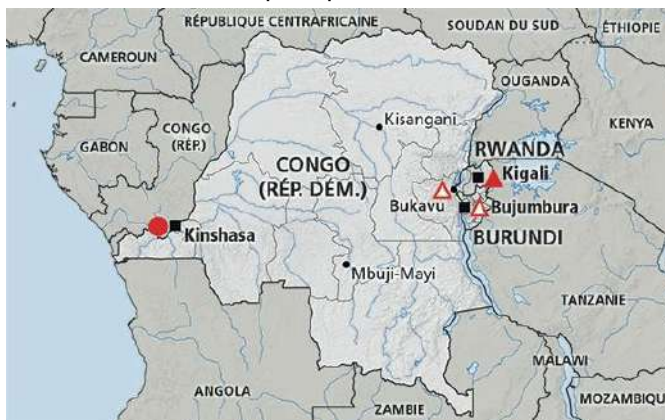 RÉPUBLIQUE CENTRAFRICAINE
SOUDAN DU SUD
ÉTHIOPIE
CAMEROUN
OUGANDA
Kisangani
KENYA
CONGO
(RÉP.)
GABON
RWANDA
CONGO
(RÉP. DÉM.)
Kigali
Bukavu
Bujumbura
Kinshasa
BURUNDI
Mbuji-Mayi
TANZANIE
MALAWI
ANGOLA
MOZAMBIQU
ZAMBIE